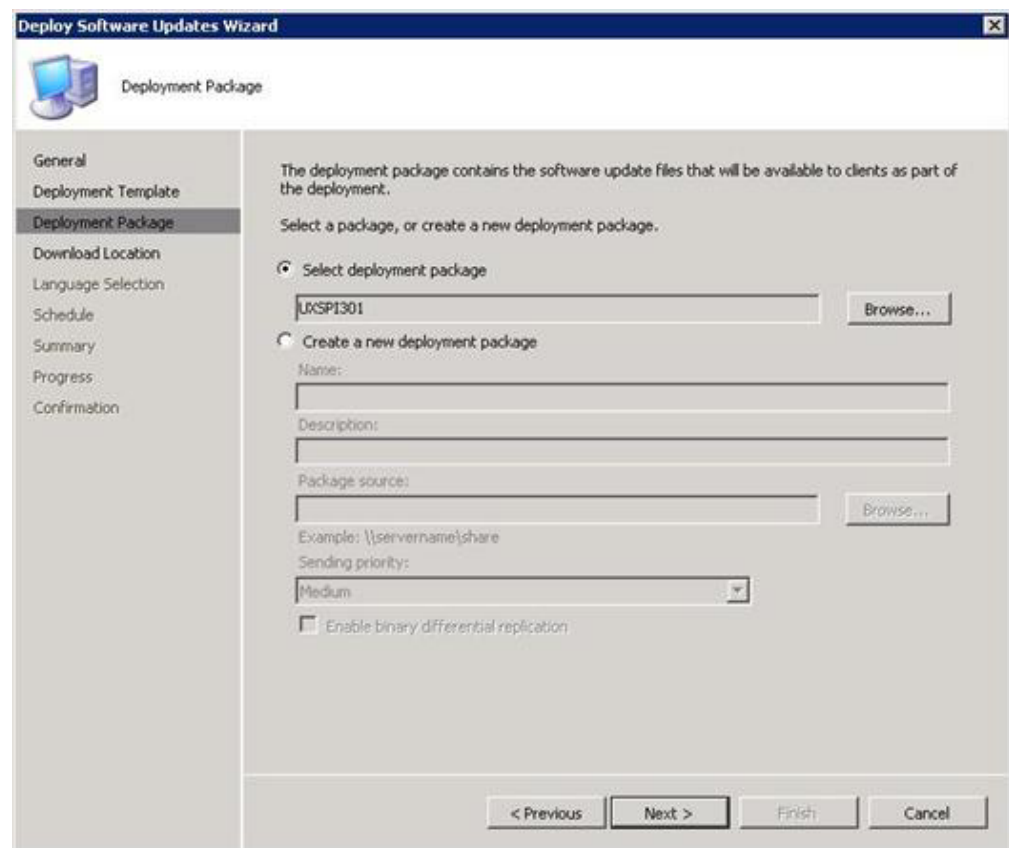 Deploy Software Updates Wizard
Deployment Package
General
Deployment Template
Deployment Package
Download Location
Language Selection
Schedule
Summary
Progress
Confirmation
The deployment package contains the software update files that will be available to clients as part of
the deployment.
Select a package, or create a new deployment package.
Select deployment package
UXSPI301
Browse...
Create a new deployment package
Name:
Description:
Package source:
Browse...
Example: \\servername\share
Sending priority:
Medium
Enable binary differential replication
< Previous
Next >
Finish
Cancel